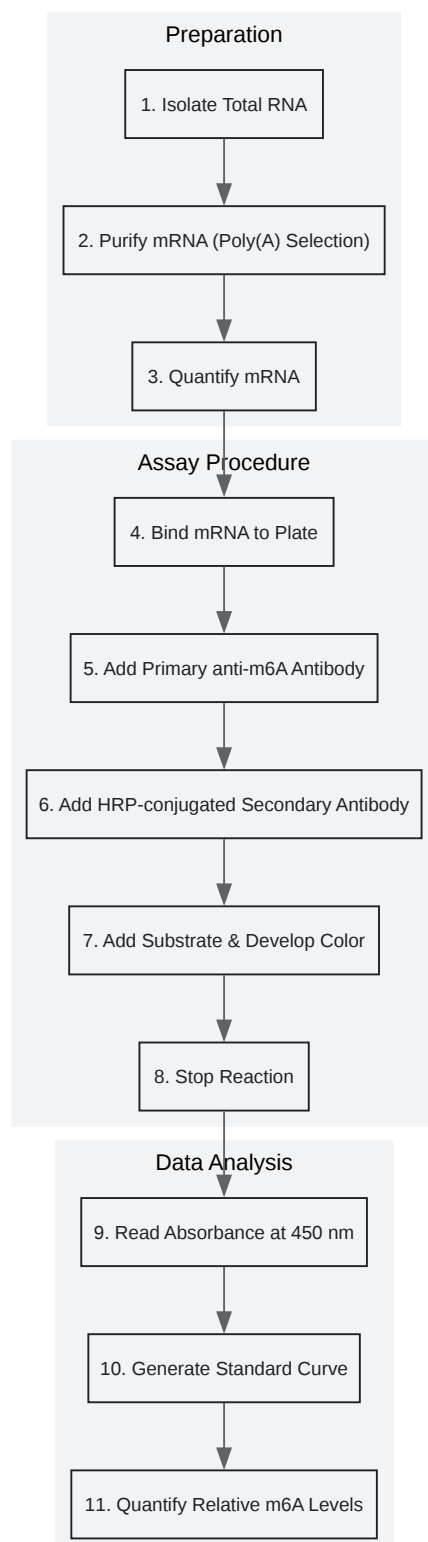 Preparation
1. Isolate Total RNA
2. Purify mRNA (Poly(A) Selection)
3. Quantify mRNA
Assay Procedure
4. Bind mRNA to Plate
5. Add Primary anti-m6A Antibody
6. Add HRP-conjugated Secondary Antibody
7. Add Substrate & Develop Color
8. Stop Reaction
Data Analysis
9. Read Absorbance at 450 nm
10. Generate Standard Curve
11. Quantify Relative m6A Levels